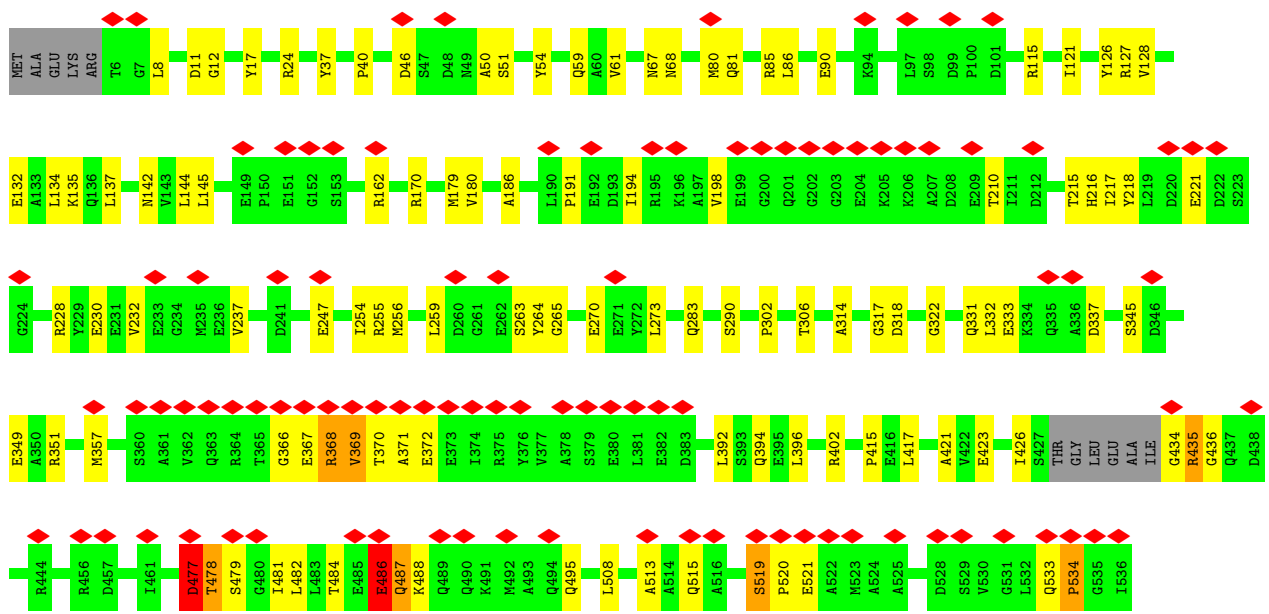 MET ALA GLU LYS ARG T6 G7 L8 D11 G12 Y17 R24 Y37 P40 D46 S47 D48 N49 A50 S51 Y54 Q59 A60 V61 N67 N68 M80 Q81 R85 L86 E90 K94 L97 S98 D99 P100 D101 R115 I121 Y126 R127 V128
E132 A133 L134 K135 Q136 L137 N142 V143 L144 L145 E149 P150 E151 G152 S153 R162 R170 M179 V180 A186 L190 P191 E192 D193 I194 R195 K196 A197 V198 E199 G200 Q201 G202 G203 E204 K205 K206 A207 D208 E209 T210 I211 D212 T215 H216 I217 Y218 L219 D220 E221 D222 S223
G224 R228 Y229 E230 E231 V232 E233 G234 M235 E236 V237 D241 E247 I254 R255 M256 L259 D260 G261 E262 S263 Y264 G265 E270 E271 Y272 L273 Q283 S290 P302 T306 A314 G317 D318 G322 Q331 L332 E333 K334 Q335 A336 D337 S345 D346
E349 A350 R351 M357 S360 A361 V362 Q363 R364 T365 G366 E367 R368 V369 T370 A371 E372 E373 I374 R375 Y376 V377 A378 S379 E380 L381 E382 D383 L392 S393 Q394 E395 L396 R402 P415 E416 L417 A421 V422 E423 I426 S427 THR GLY LEU GLU ALA ILE G434 R435 G436 Q437 D438
R444 R456 D457 I461 D477 T478 S479 G480 I481 L482 L483 T484 E485 E486 Q487 K488 Q489 Q490 K491 M492 A493 Q494 Q495 L508 A513 A514 Q515 A516 S519 P520 E521 A522 M523 A524 A525 D528 S529 V530 G531 L532 Q533 P534 G535 I536